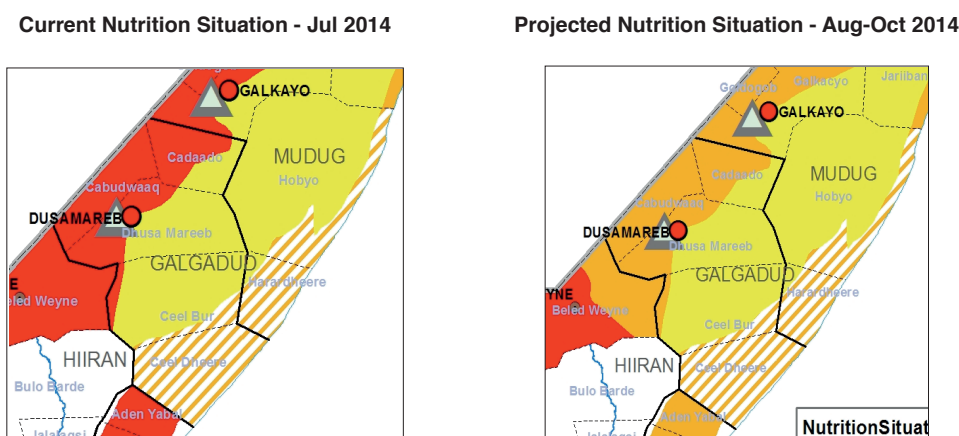 Current Nutrition Situation - Jul 2014
GALKAYO
Cadaado
MUDUG
Hobyo
Cabudwaaq
DUSAMAREB
Dhusa Mareeb
GALGADUD
Harardheere
E
Beled Weyne
Ceel Bur
HIIRAN
Ceel Dheere
Bulo Barde
Aden Yabal
Jalalaqsi
Projected Nutrition Situation - Aug-Oct 2014
Galkacyo
Jariiban
Goldogob
GALKAYO
Cadaado
MUDUG
Hobyo
Cabudwaaq
DUSAMAREB
Dhusa Mareeb
GALGADUD
Harardheere
YNE
Beled Weyne
Ceel Bur
HIIRAN
Ceel Dheere
Bulo Barde
Aden Yabal
Jalalaqsi
NutritionSituat